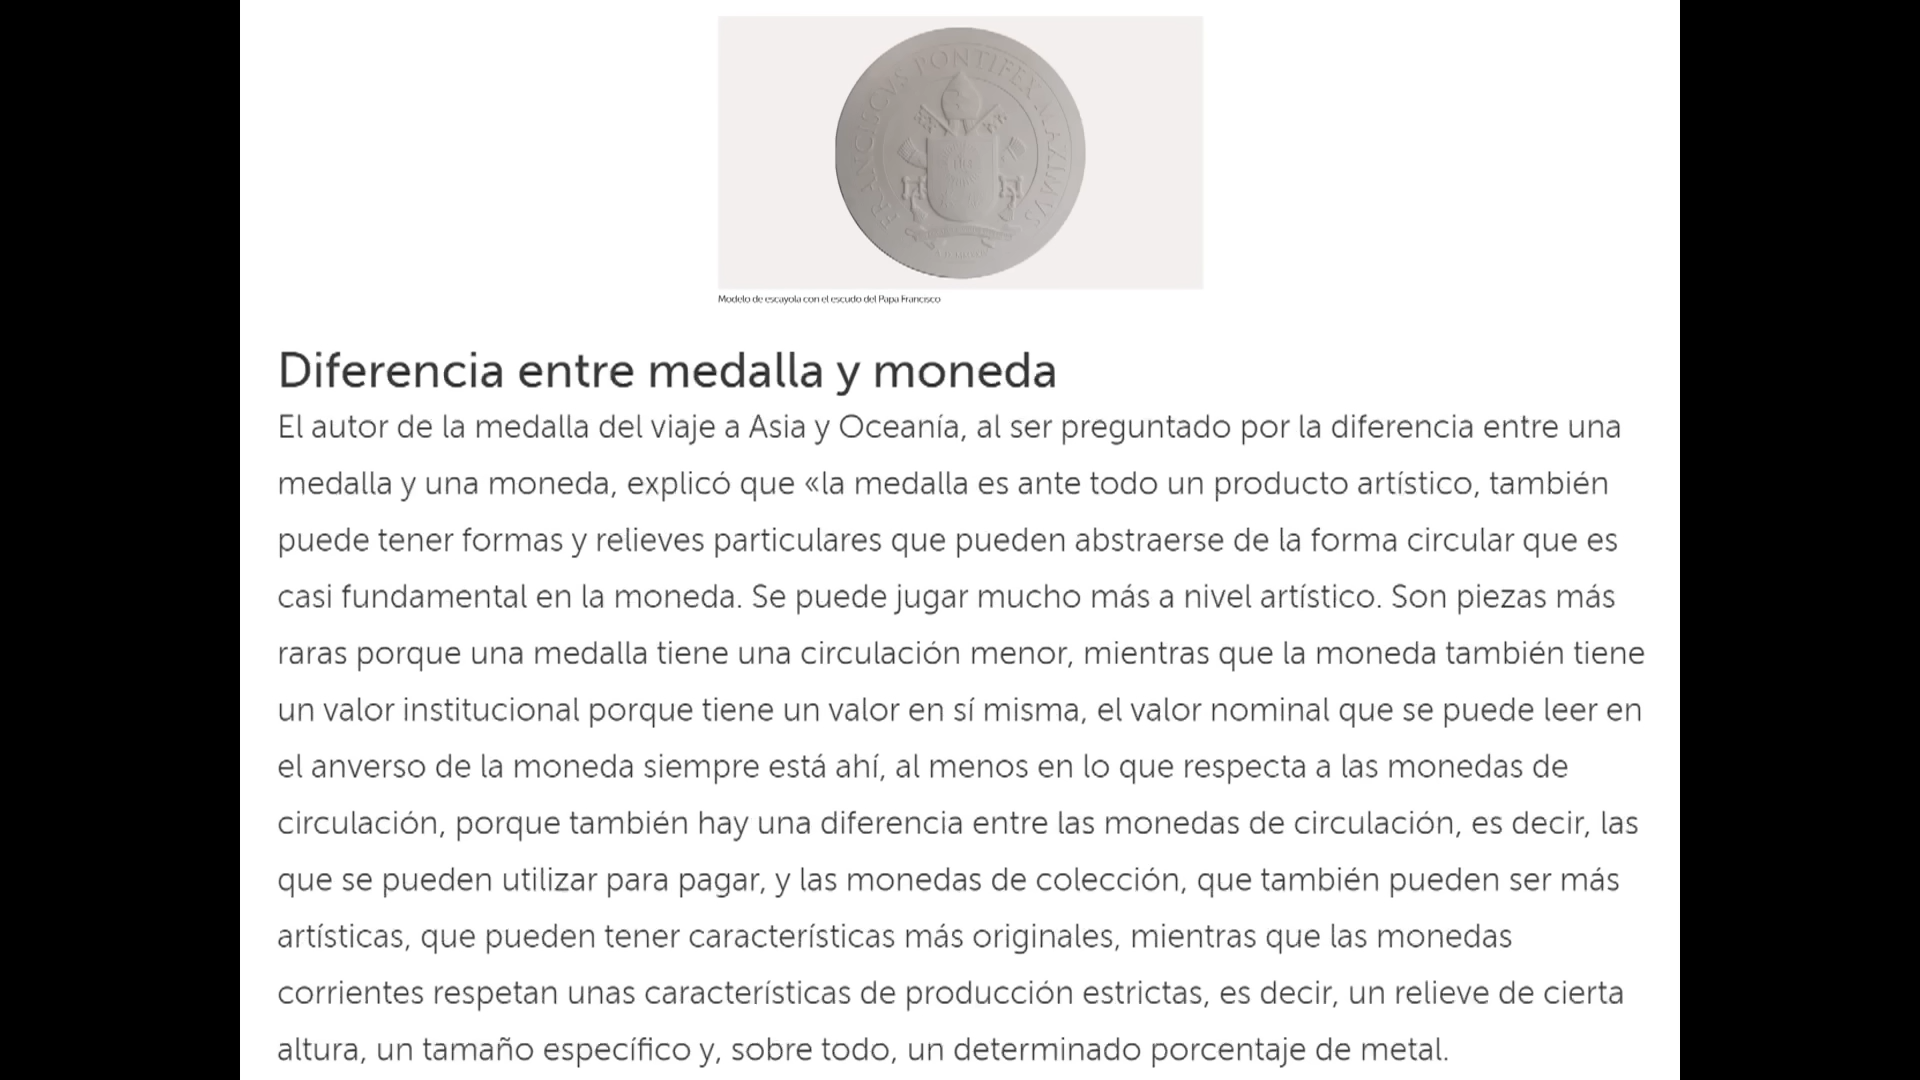 FRANCISCVS PONTIFEX MAXIMVS
Modelo de escayola con el escudo del Papa Francisco
Diferencia entre medalla y moneda
El autor de la medalla del viaje a Asia y Oceanía, al ser preguntado por la diferencia entre una
medalla y una moneda, explicó que «la medalla es ante todo un producto artístico, también
puede tener formas y relieves particulares que pueden abstraerse de la forma circular que es
casi fundamental en la moneda. Se puede jugar mucho más a nivel artístico. Son piezas más
raras porque una medalla tiene una circulación menor, mientras que la moneda también tiene
un valor institucional porque tiene un valor en sí misma, el valor nominal que se puede leer en
el anverso de la moneda siempre está ahí, al menos en lo que respecta a las monedas de
circulación, porque también hay una diferencia entre las monedas de circulación, es decir, las
que se pueden utilizar para pagar, y las monedas de colección, que también pueden ser más
artísticas, que pueden tener características más originales, mientras que las monedas
corrientes respetan unas características de producción estrictas, es decir, un relieve de cierta
altura, un tamaño específico y, sobre todo, un determinado porcentaje de metal.